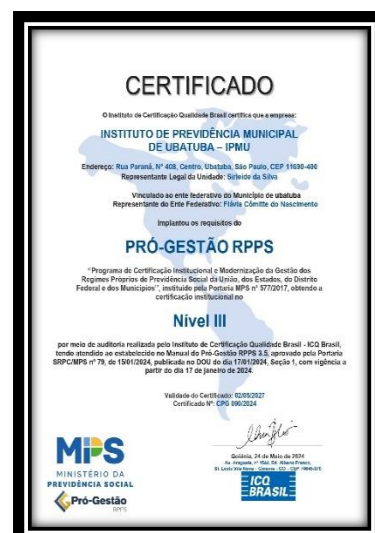 CERTIFICADO
O Instituto de Certificação Qualidade Brasil certifica que a empresa:
INSTITUTO DE PREVIDÊNCIA MUNICIPAL
DE UBATUBA – IPMU
Endereço: Rua Paraná, Nº 408, Centro, Ubatuba, São Paulo, CEP 11690-400
Representante Legal da Unidade: Sirleide da Silva
Vinculado ao ente federativo do Município de ubatuba
Representante do Ente Federativo: Flávia Cômitte do Nascimento
Implantou os requisitos do
PRÓ-GESTÃO RPPS
"Programa de Certificação Institucional e Modernização da Gestão dos
Regimes Próprios de Previdência Social da União, dos Estados, do Distrito
Federal e dos Municípios", instituído pela Portaria MPS nº 577/2017, obtendo a
certificação institucional no
Nível III
por meio de auditoria realizada pelo Instituto de Certificação Qualidade Brasil - ICQ Brasil,
tendo atendido ao estabelecido no Manual do Pró-Gestão RPPS 3.5, aprovado pela Portaria
SRPC/MPS nº 79, de 15/01/2024, publicada no DOU do dia 17/01/2024, Seção 1, com vigência a
partir do dia 17 de janeiro de 2024.
Validade do Certificado: 02/05/2027
Certificado Nº: CPG 090/2024
Goiânia, 24 de Maio de 2024
MPS
MINISTÉRIO DA
PREVIDÊNCIA SOCIAL
Pró-Gestão
RPPS
ICQ
BRASIL